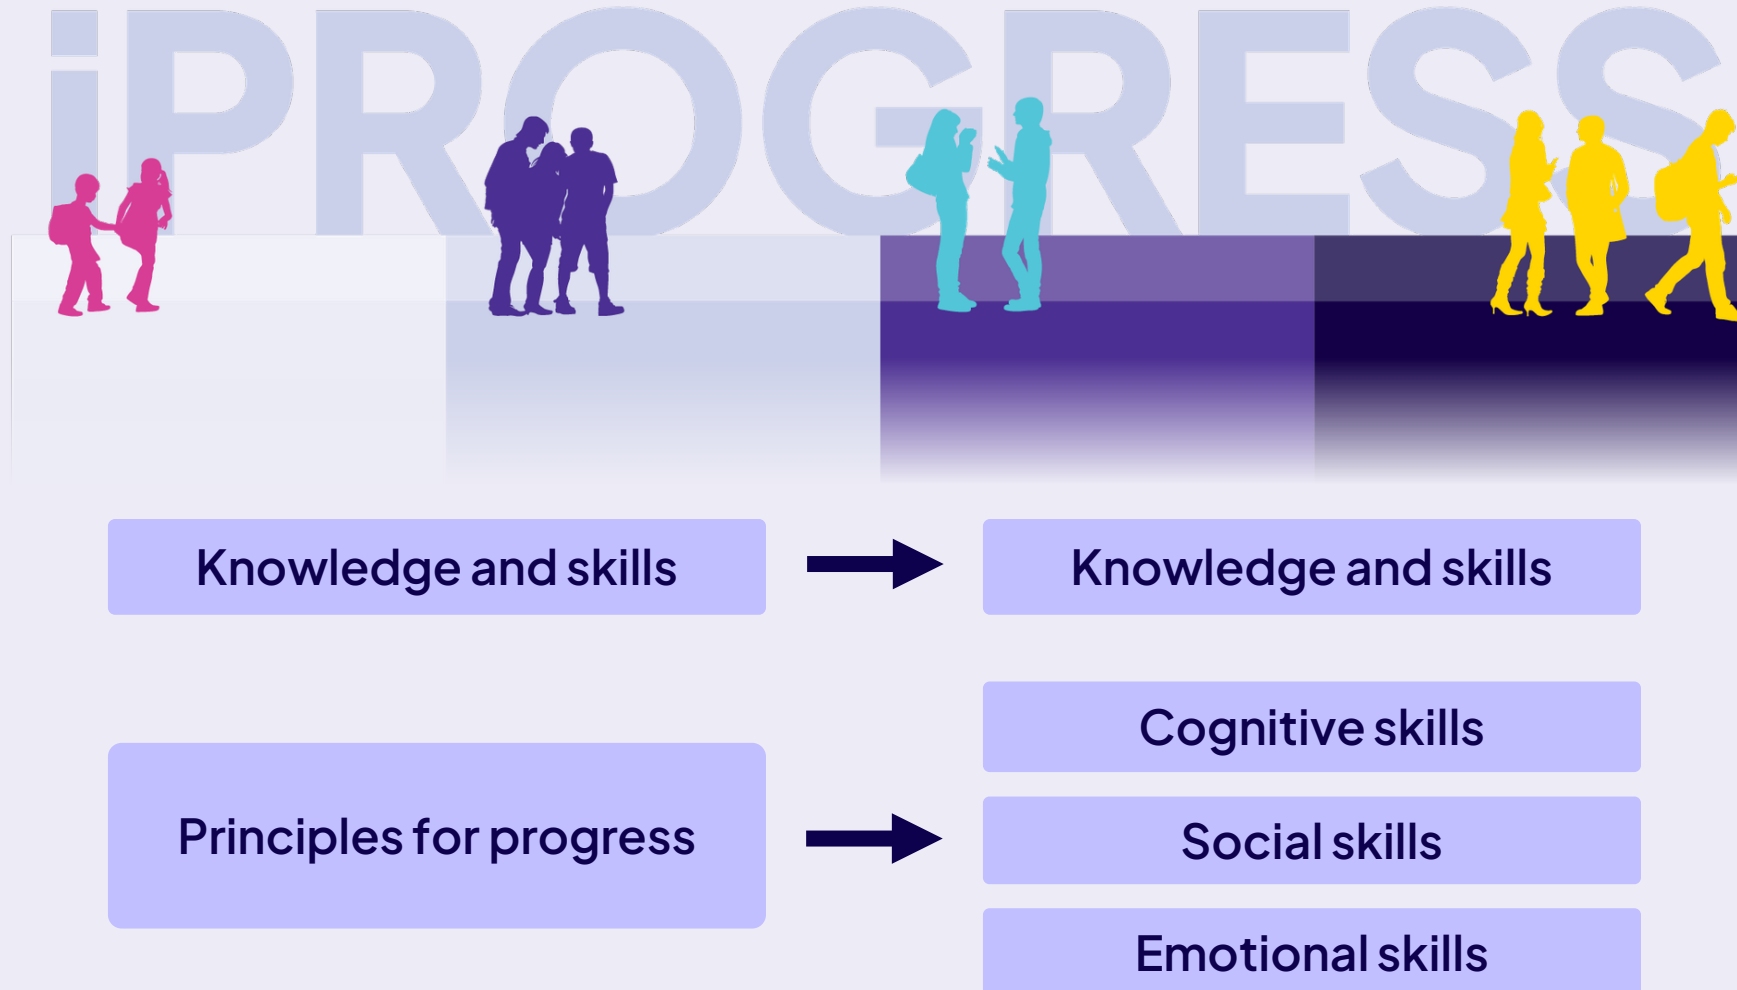 iPROGRESS
Knowledge and skills
Knowledge and skills
Principles for progress
Cognitive skills
Social skills
Emotional skills